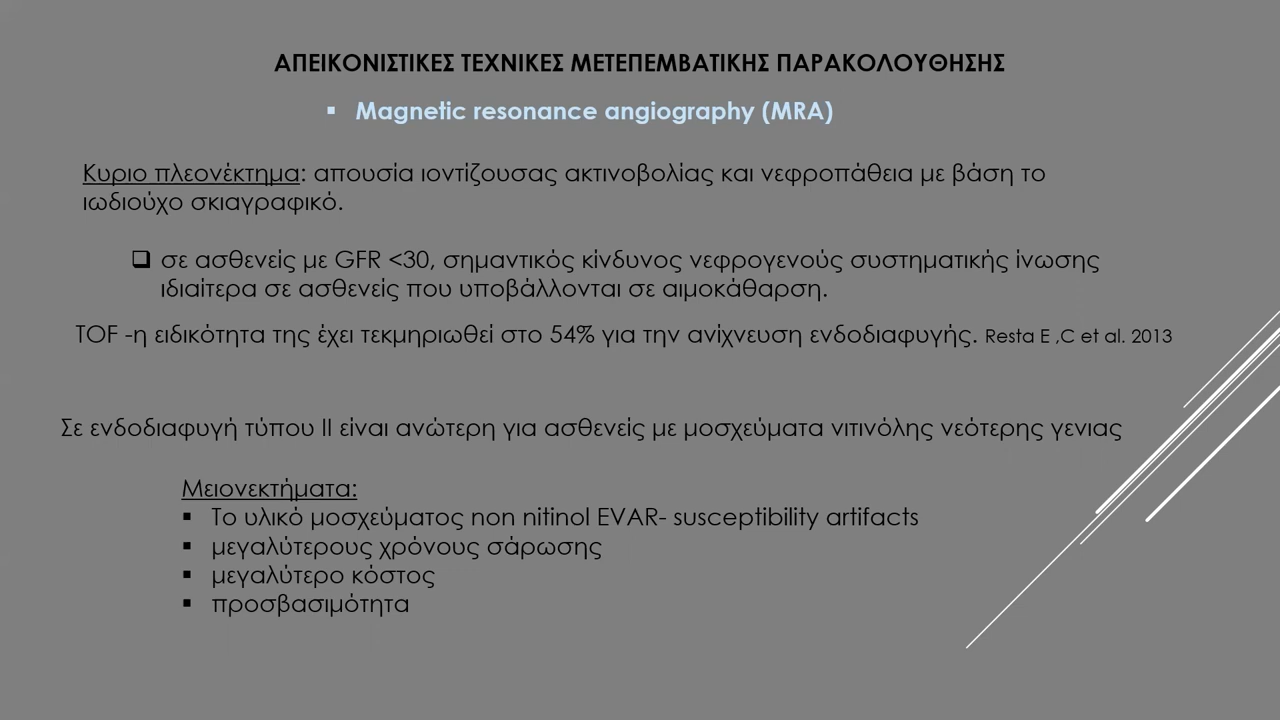 ΑΠΕΙΚΟΝΙΣΤΙΚΕΣ ΤΕΧΝΙΚΕΣ ΜΕΤΕΠΕΜΒΑΤΙΚΗΣ ΠΑΡΑΚΟΛΟΥΘΗΣΗΣ
▪ Magnetic resonance angiography (MRA)
Κυριο πλεονέκτημα: απουσία ιοντίζουσας ακτινοβολίας και νεφροπάθεια με βάση το
ιωδιούχο σκιαγραφικό.
❑ σε ασθενείς με GFR <30, σημαντικός κίνδυνος νεφρογενούς συστηματικής ίνωσης
ιδιαίτερα σε ασθενείς που υποβάλλονται σε αιμοκάθαρση.
TOF -η ειδικότητα της έχει τεκμηριωθεί στο 54% για την ανίχνευση ενδοδιαφυγής. Resta E ,C et al. 2013
Σε ενδοδιαφυγή τύπου ΙΙ είναι ανώτερη για ασθενείς με μοσχεύματα νιτινόλης νεότερης γενιας
Μειονεκτήματα:
▪ Το υλικό μοσχεύματος non nitinol EVAR- susceptibility artifacts
▪ μεγαλύτερους χρόνους σάρωσης
▪ μεγαλύτερο κόστος
▪ προσβασιμότητα